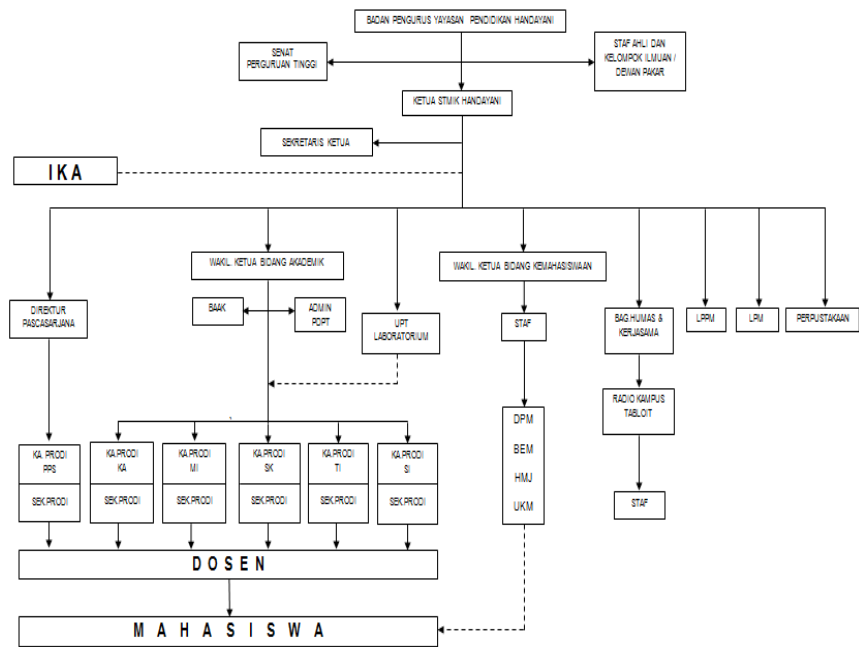 BADAN PENGURUS YAYASAN PENDIDIKAN HANDAYANI
SENAT
PERGURUAN TINGGI
STAF AHLI DAN
KELOMPOK ILMUAN /
DEWAN PAKAR
KETUA STMIK HANDAYANI
SEKRETARIS KETUA
IKA
WAKIL. KETUA BIDANG AKADEMIK
WAKIL. KETUA BIDANG KEMAHASISWAAN
DIREKTUR
PASCASARJANA
BAAK
ADMIN
PDPT
UPT
LABORATORIUM
STAF
BAG.HUMAS &
KERJASAMA
LPPM
LPM
PERPUSTAKAAN
RADIO KAMPUS
TABLOIT
STAF
DPM
BEM
HMJ
UKM
KA. PRODI
PPS
SEK.PRODI
KA.PRODI
KA
SEK.PRODI
KA.PRODI
MI
SEK.PRODI
KA.PRODI
SK
SEK.PRODI
KA.PRODI
TI
SEK.PRODI
KA.PRODI
SI
SEK.PRODI
DOSEN
MAHASISWA